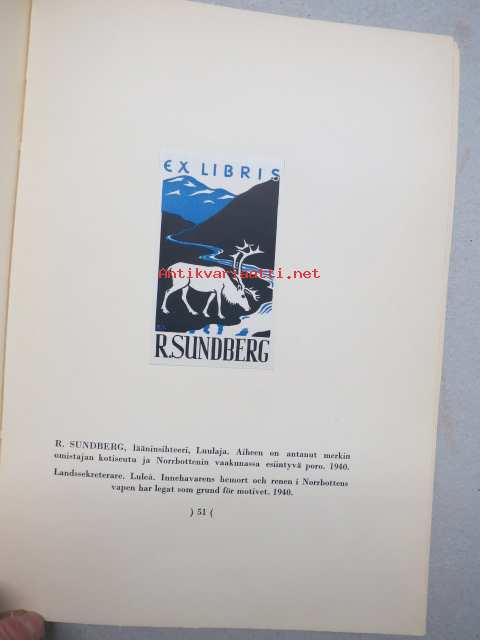 EX LIBRIS
Antikvariantti.net
R.SUNDBERG
R. SUNDBERG, lääninsihteeri, Luulaja. Aiheen on antanut merkin
omistajan kotiseutu ja Norrbottenin vaakunassa esiintyvä poro. 1940.
Landssekreterare. Luleå. Innehavarens hemort och renen i Norrbottens
vapen har legat som grund för motivet. 1940.
) 51 (